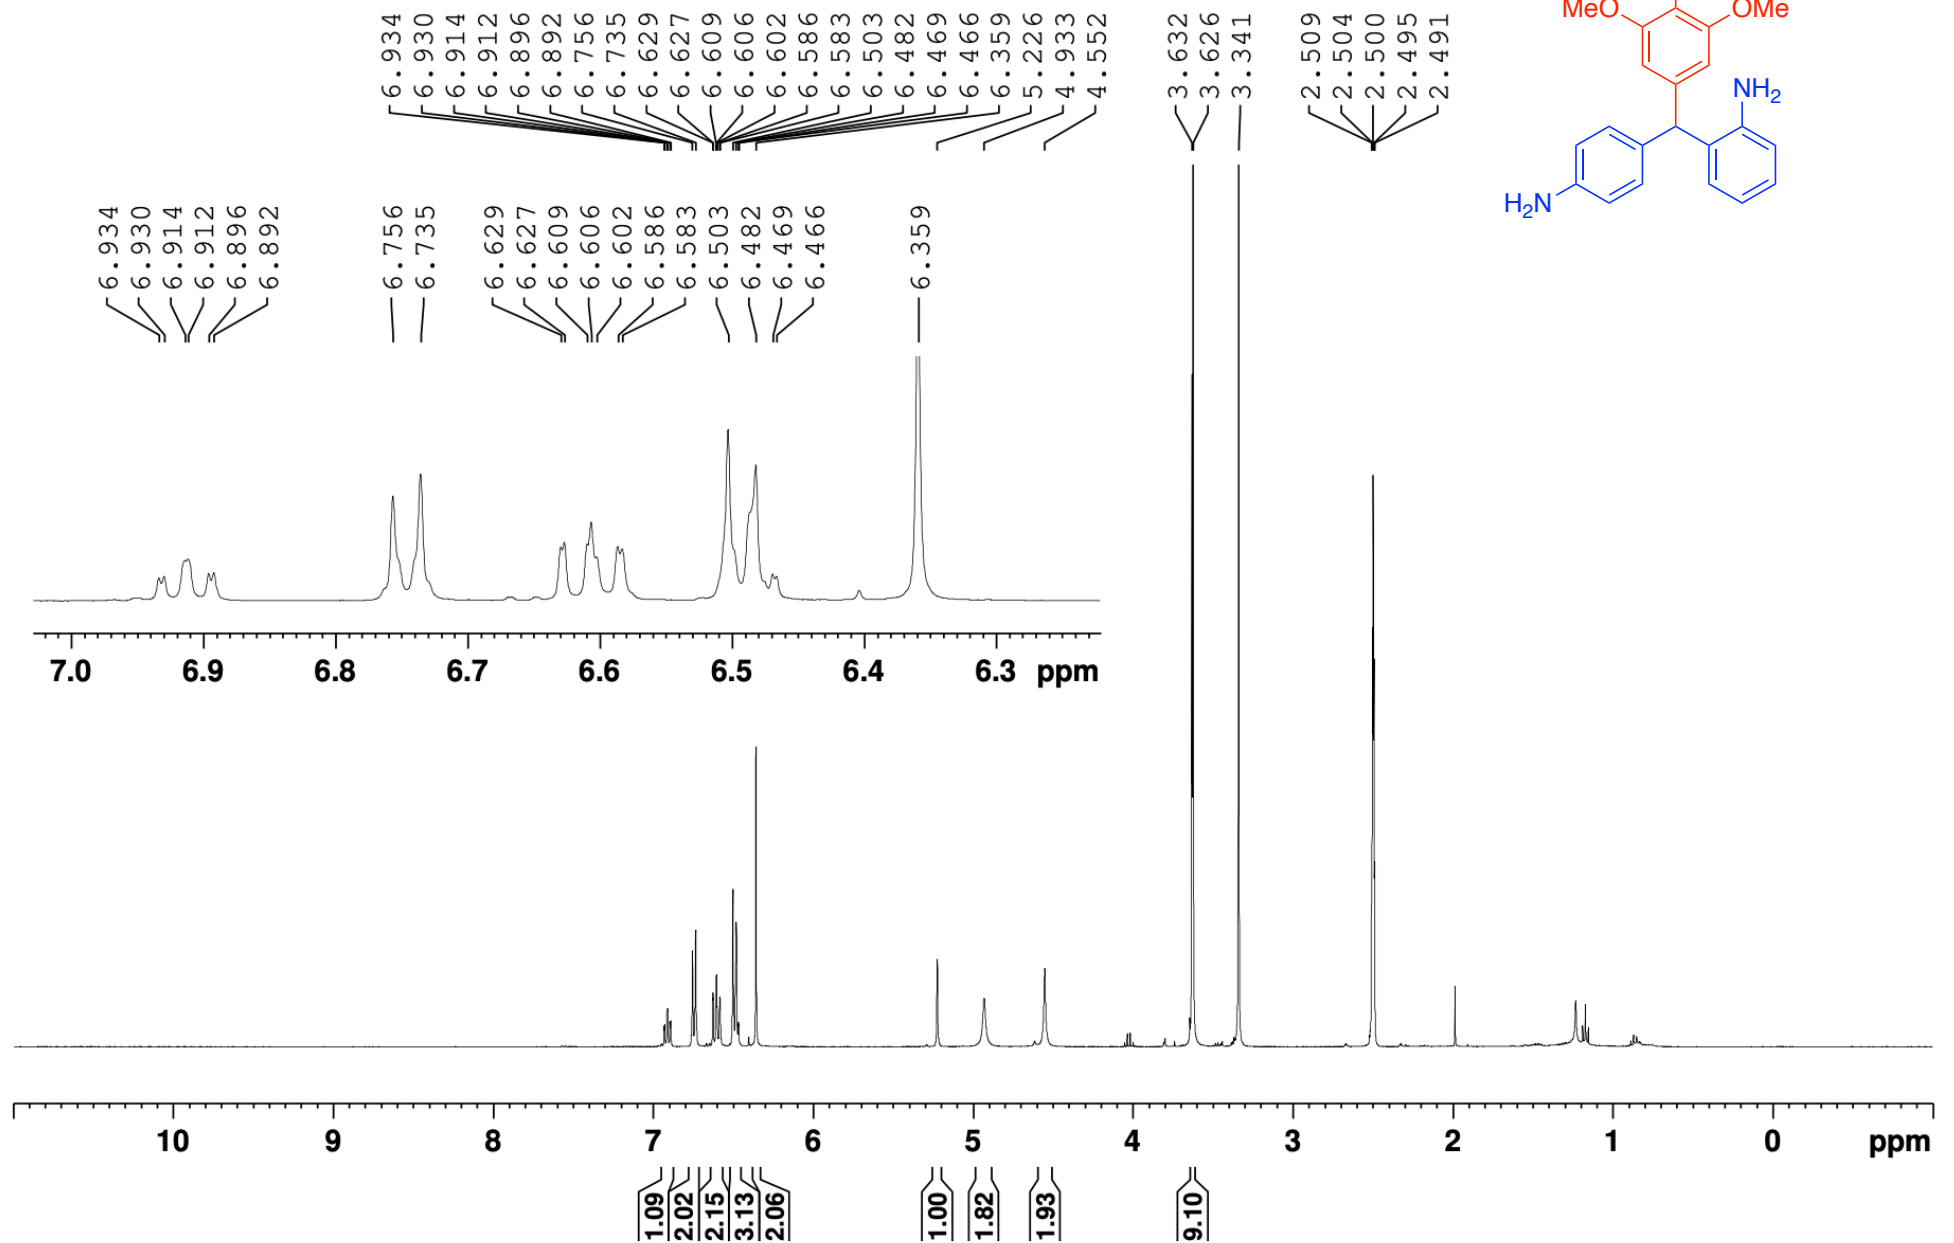 6.934 6.930 6.914 6.912 6.896 6.892 6.756 6.735 6.629 6.627 6.609 6.606 6.602 6.586 6.583 6.503 6.482 6.469 6.466 6.359 5.226 4.933 4.552 3.632 3.626 3.341 2.509 2.504 2.500 2.495 2.491
MeO OMe
NH2
H2N
6.934 6.930 6.914 6.912 6.896 6.892 6.756 6.735 6.629 6.627 6.609 6.606 6.602 6.586 6.583 6.503 6.482 6.469 6.466 6.359
7.0 6.9 6.8 6.7 6.6 6.5 6.4 6.3 ppm
10 9 8 7 6 5 4 3 2 1 0 ppm
1.09 2.02 2.15 3.13 2.06 1.00 1.82 1.93 9.10